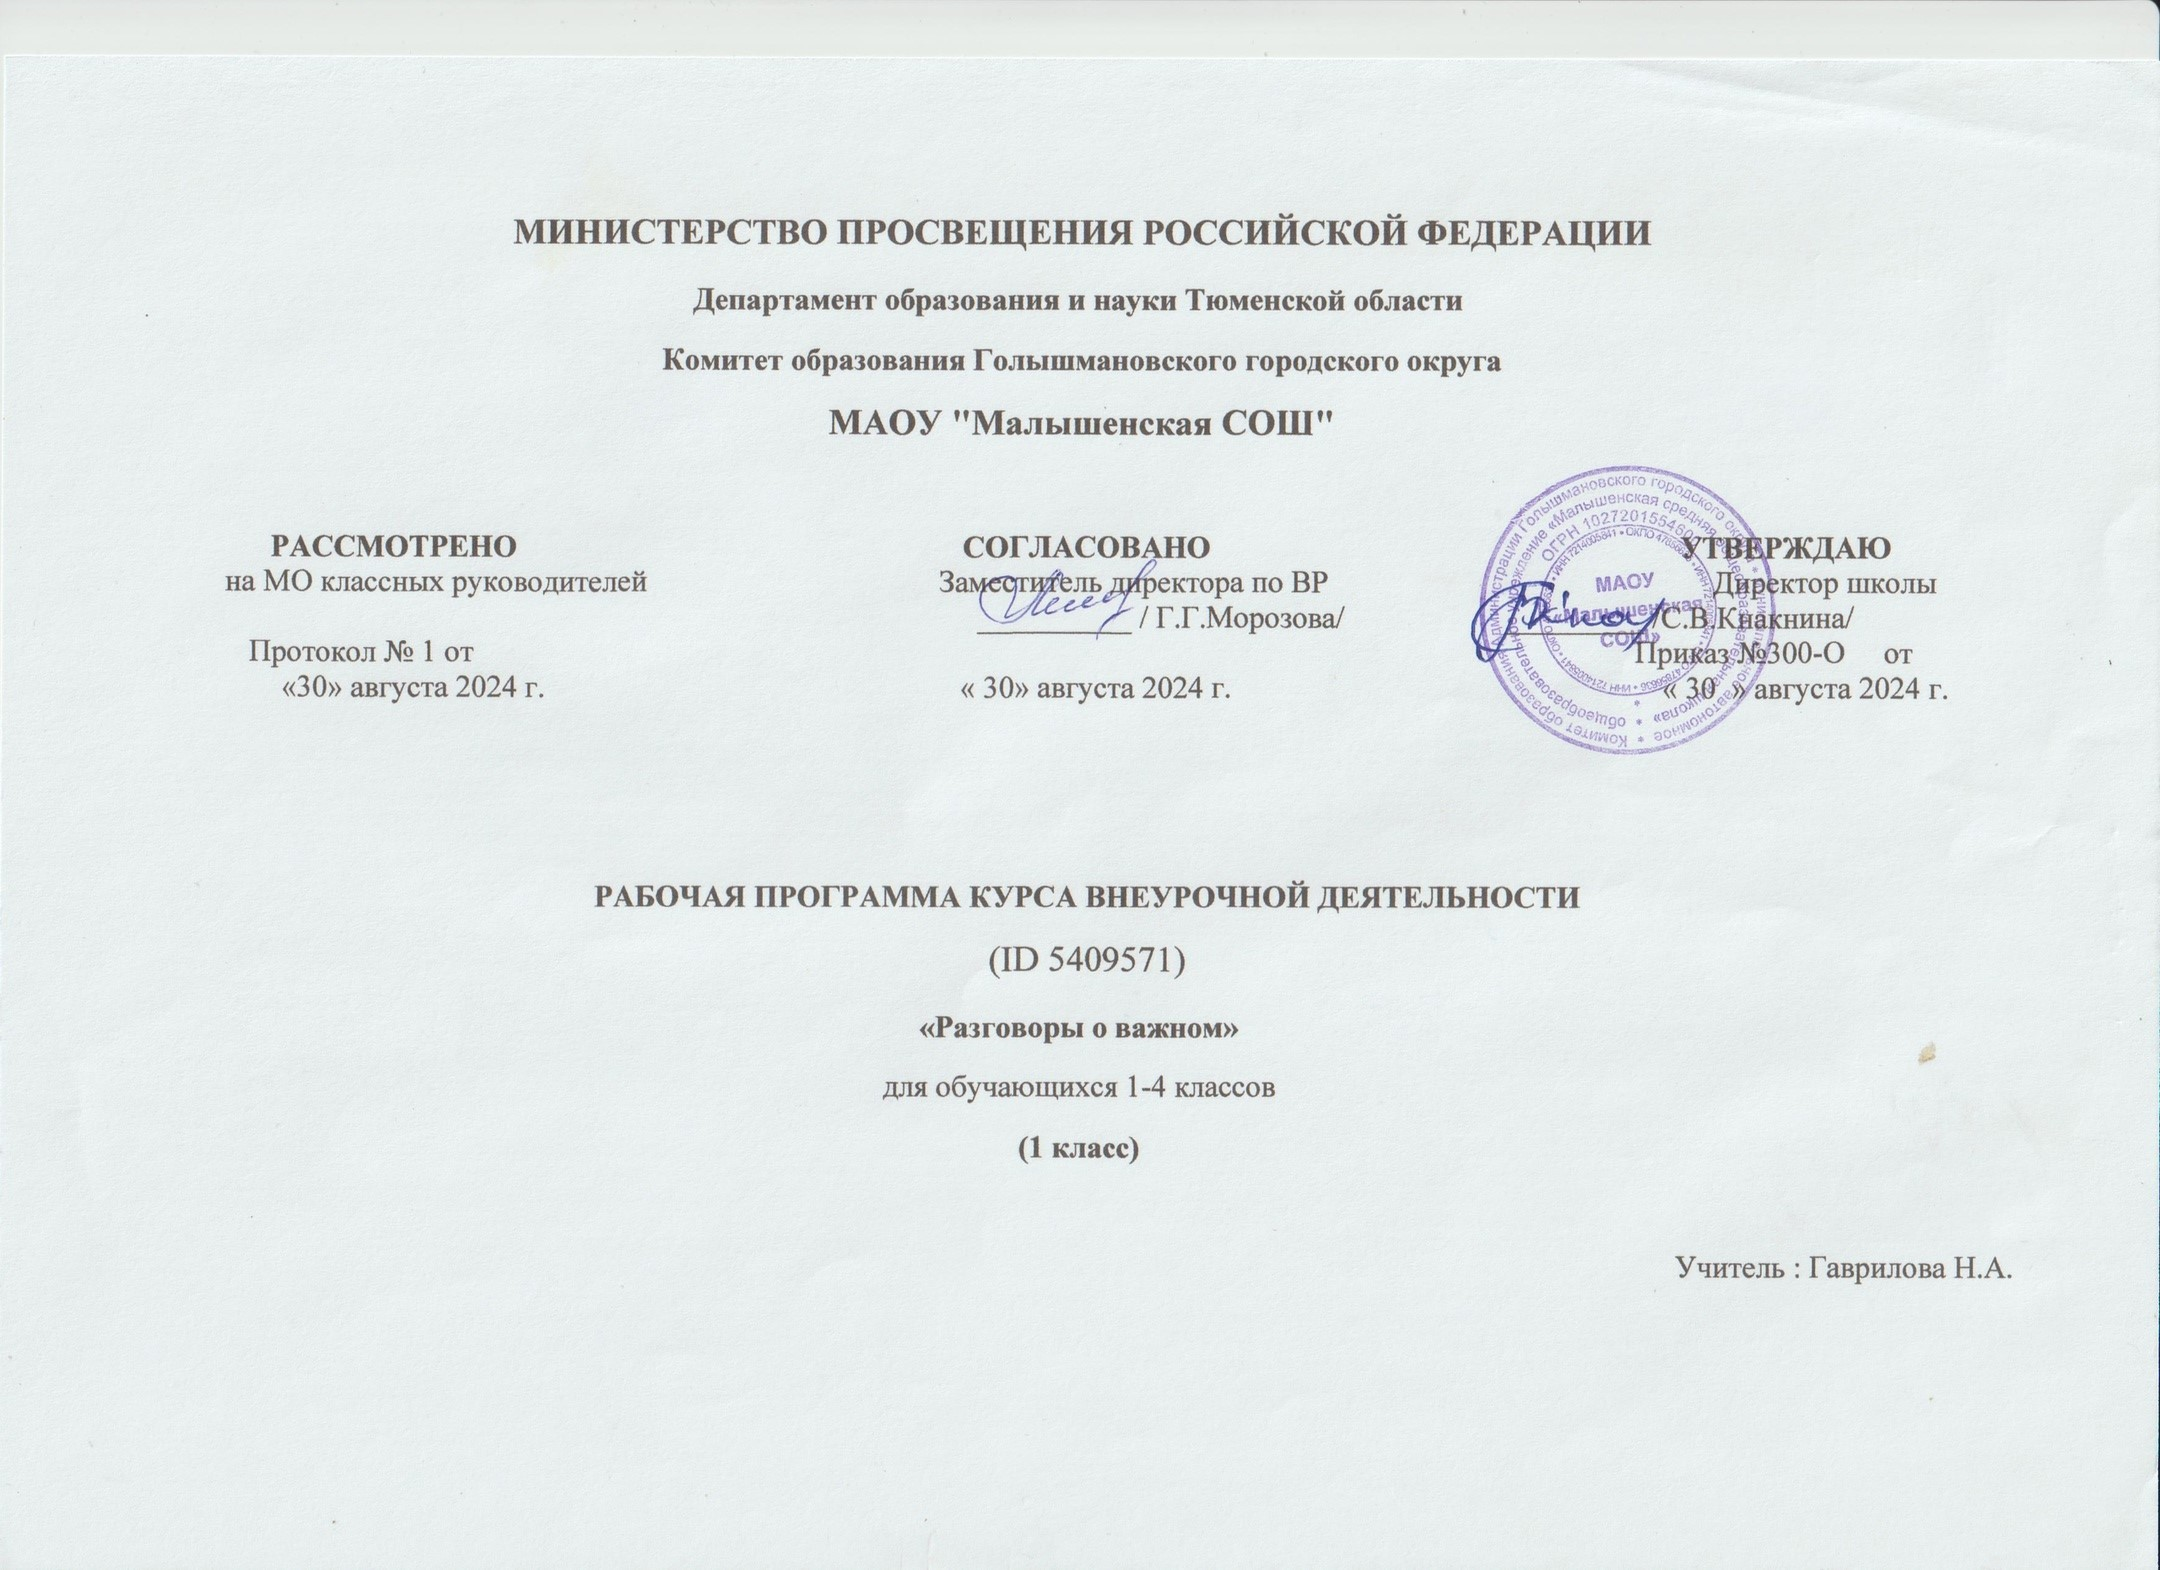 МИНИСТЕРСТВО ПРОСВЕЩЕНИЯ РОССИЙСКОЙ ФЕДЕРАЦИИ
Департамент образования и науки Тюменской области
Комитет образования Голышмановского городского округа
МАОУ "Малышенская СОШ"
РАССМОТРЕНО
на МО классных руководителей
Протокол № 1 от
«30» августа 2024 г.
СОГЛАСОВАНО
Заместитель директора по ВР
/ Г.Г.Морозова/
« 30» августа 2024 г.
УТВЕРЖДАЮ
Директор школы
/С.В.Кнакнина/
Приказ №300-О от
« 30 » августа 2024 г.
МАОУ
«Малышенская
СОШ»
РАБОЧАЯ ПРОГРАММА КУРСА ВНЕУРОЧНОЙ ДЕЯТЕЛЬНОСТИ
(ID 5409571)
«Разговоры о важном»
для обучающихся 1-4 классов
(1 класс)
Учитель : Гаврилова Н.А.